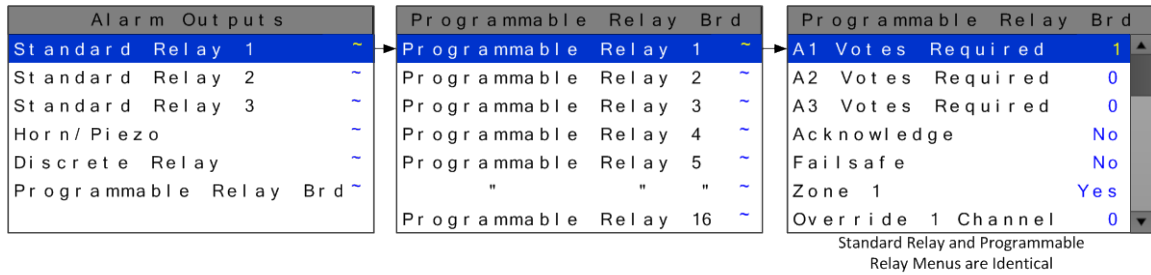 Alarm Outputs
Standard Relay 1 ~
Standard Relay 2 ~
Standard Relay 3 ~
Horn/Piezo ~
Discrete Relay ~
Programmable Relay Brd ~
Programmable Relay Brd
Programmable Relay 1 ~
Programmable Relay 2 ~
Programmable Relay 3 ~
Programmable Relay 4 ~
Programmable Relay 5 ~
" " " ~
Programmable Relay 16 ~
Programmable Relay Brd
A1 Votes Required 1
A2 Votes Required 0
A3 Votes Required 0
Acknowledge No
Failsafe No
Zone 1 Yes
Override 1 Channel 0
Standard Relay and Programmable
Relay Menus are Identical